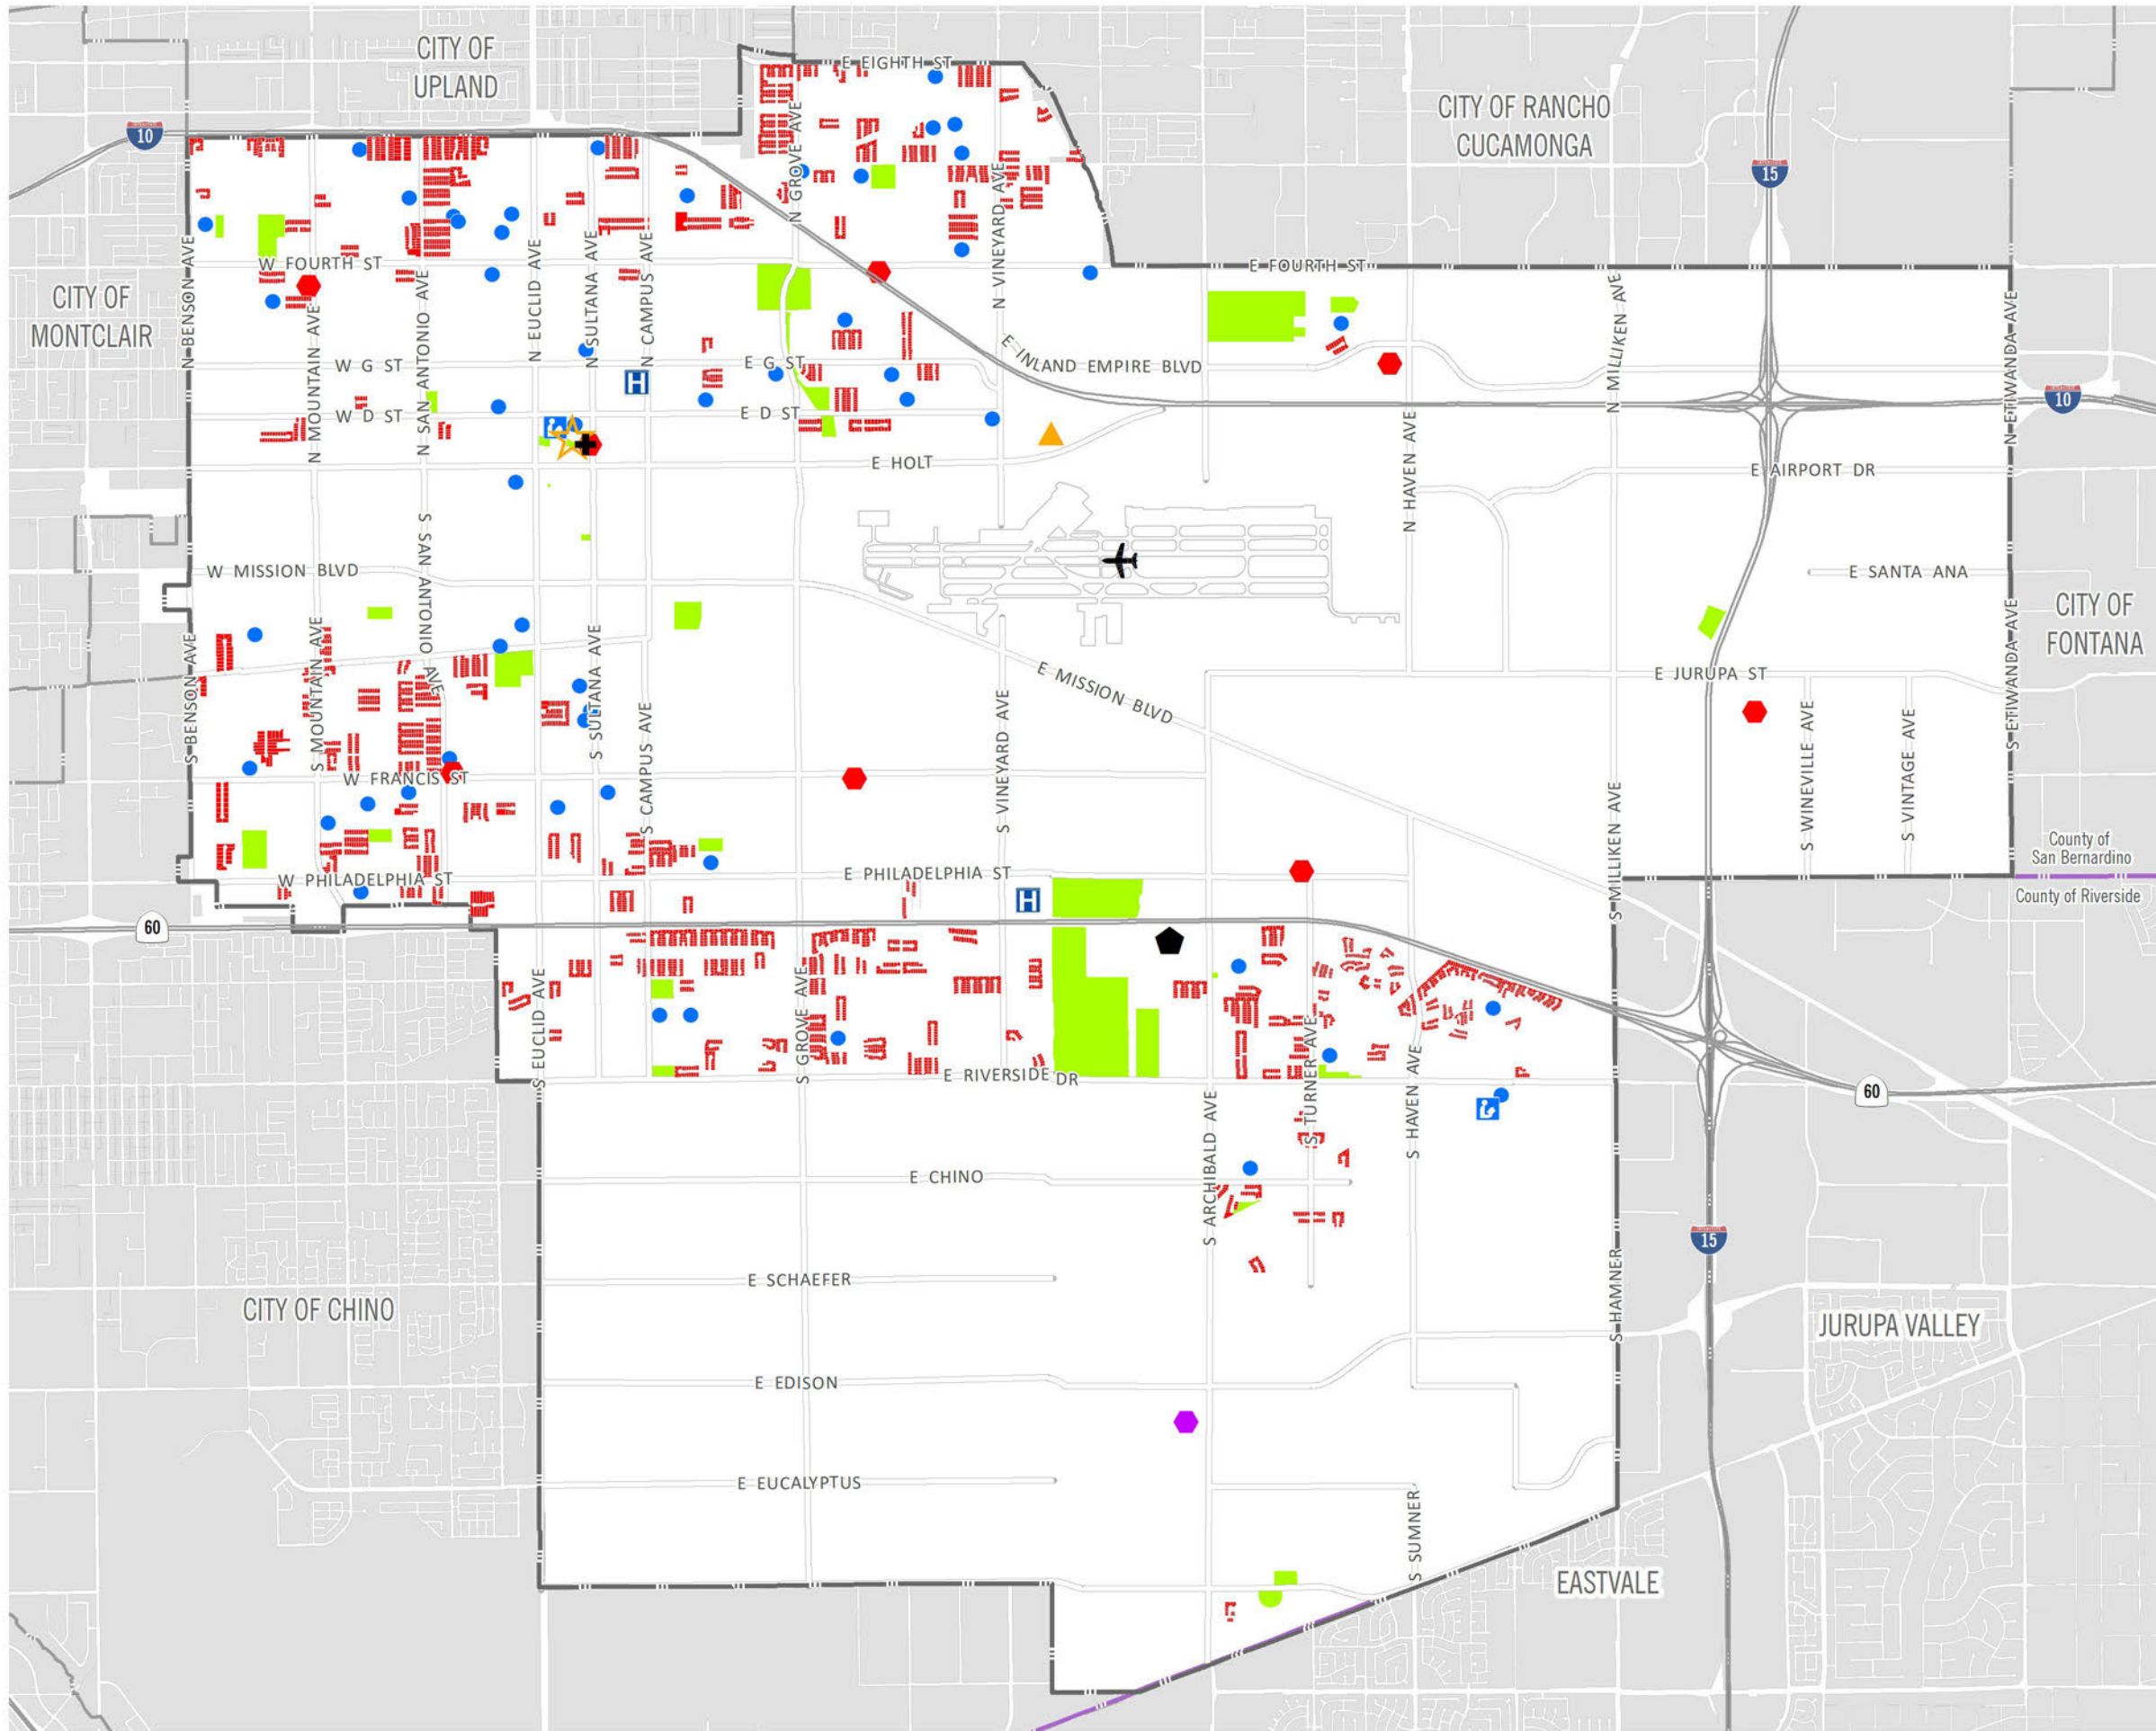 CITY OF
UPLAND
E EIGHTH ST
CITY OF RANCHO
CUCAMONGA
10
15
N GROVE AVE
N VINEYARD AVE
N BENSON AVE
W FOURTH ST
E FOURTH ST
CITY OF
MONTCLAIR
N MOUNTAIN AVE
N SAN ANTONIO AVE
N EUCLID AVE
N SULTANA AVE
N CAMPUS AVE
N MILLIKEN AVE
N ETIWANDA AVE
W G ST
E G ST
E INLAND EMPIRE BLVD
H
10
W D ST
E D ST
N HAVEN AVE
E HOLT
E AIRPORT DR
S SAN ANTONIO AVE
W MISSION BLVD
E SANTA ANA
CITY OF
FONTANA
S BENSON AVE
S MOUNTAIN AVE
S SULTANA AVE
S CAMPUS AVE
S VINEYARD AVE
E MISSION BLVD
E JURUPA ST
S ETIWANDA AVE
S WINEVILLE AVE
S VINTAGE AVE
W FRANCIS ST
S MILLIKEN AVE
County of
San Bernardino
W PHILADELPHIA ST
E PHILADELPHIA ST
H
County of Riverside
60
S EUCLID AVE
S GROVE AVE
S TURNER AVE
S HAVEN AVE
E RIVERSIDE DR
60
S ARCHIBALD AVE
E CHINO
15
E SCHAEFER
S HAMNER
CITY OF CHINO
JURUPA VALLEY
E EDISON
E EUCALYPTUS
S SUMNER
EASTVALE